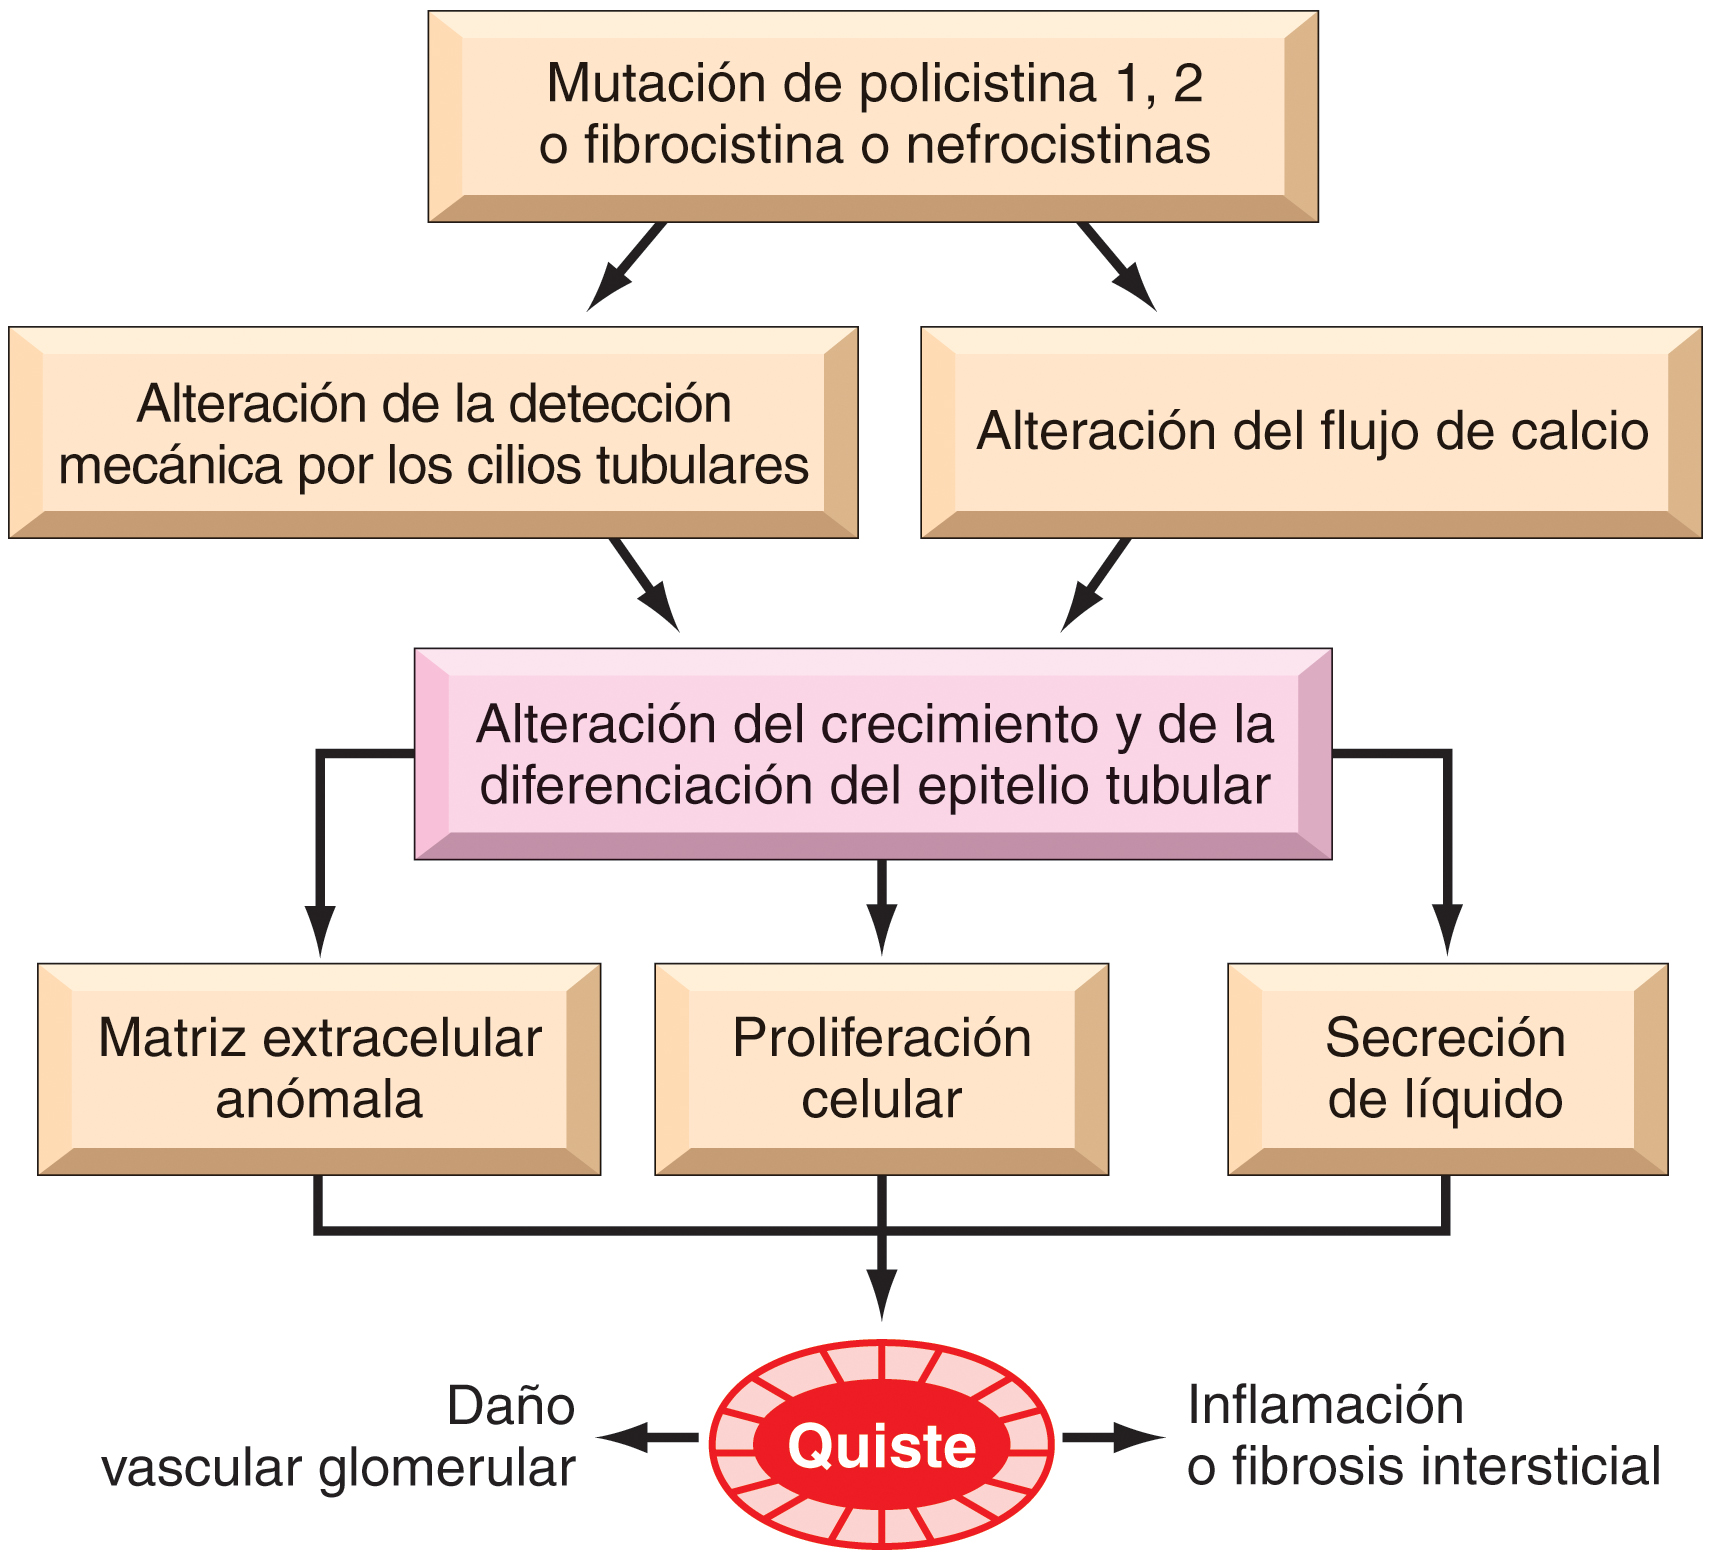 Mutación de policistina 1, 2
o fibrocistina o nefrocistinas
Alteración de la detección
mecánica por los cilios tubulares
Alteración del flujo de calcio
Alteración del crecimiento y de la
diferenciación del epitelio tubular
Matriz extracelular
anómala
Proliferación
celular
Secreción
de líquido
Daño
vascular glomerular
Quiste
Inflamación
o fibrosis intersticial